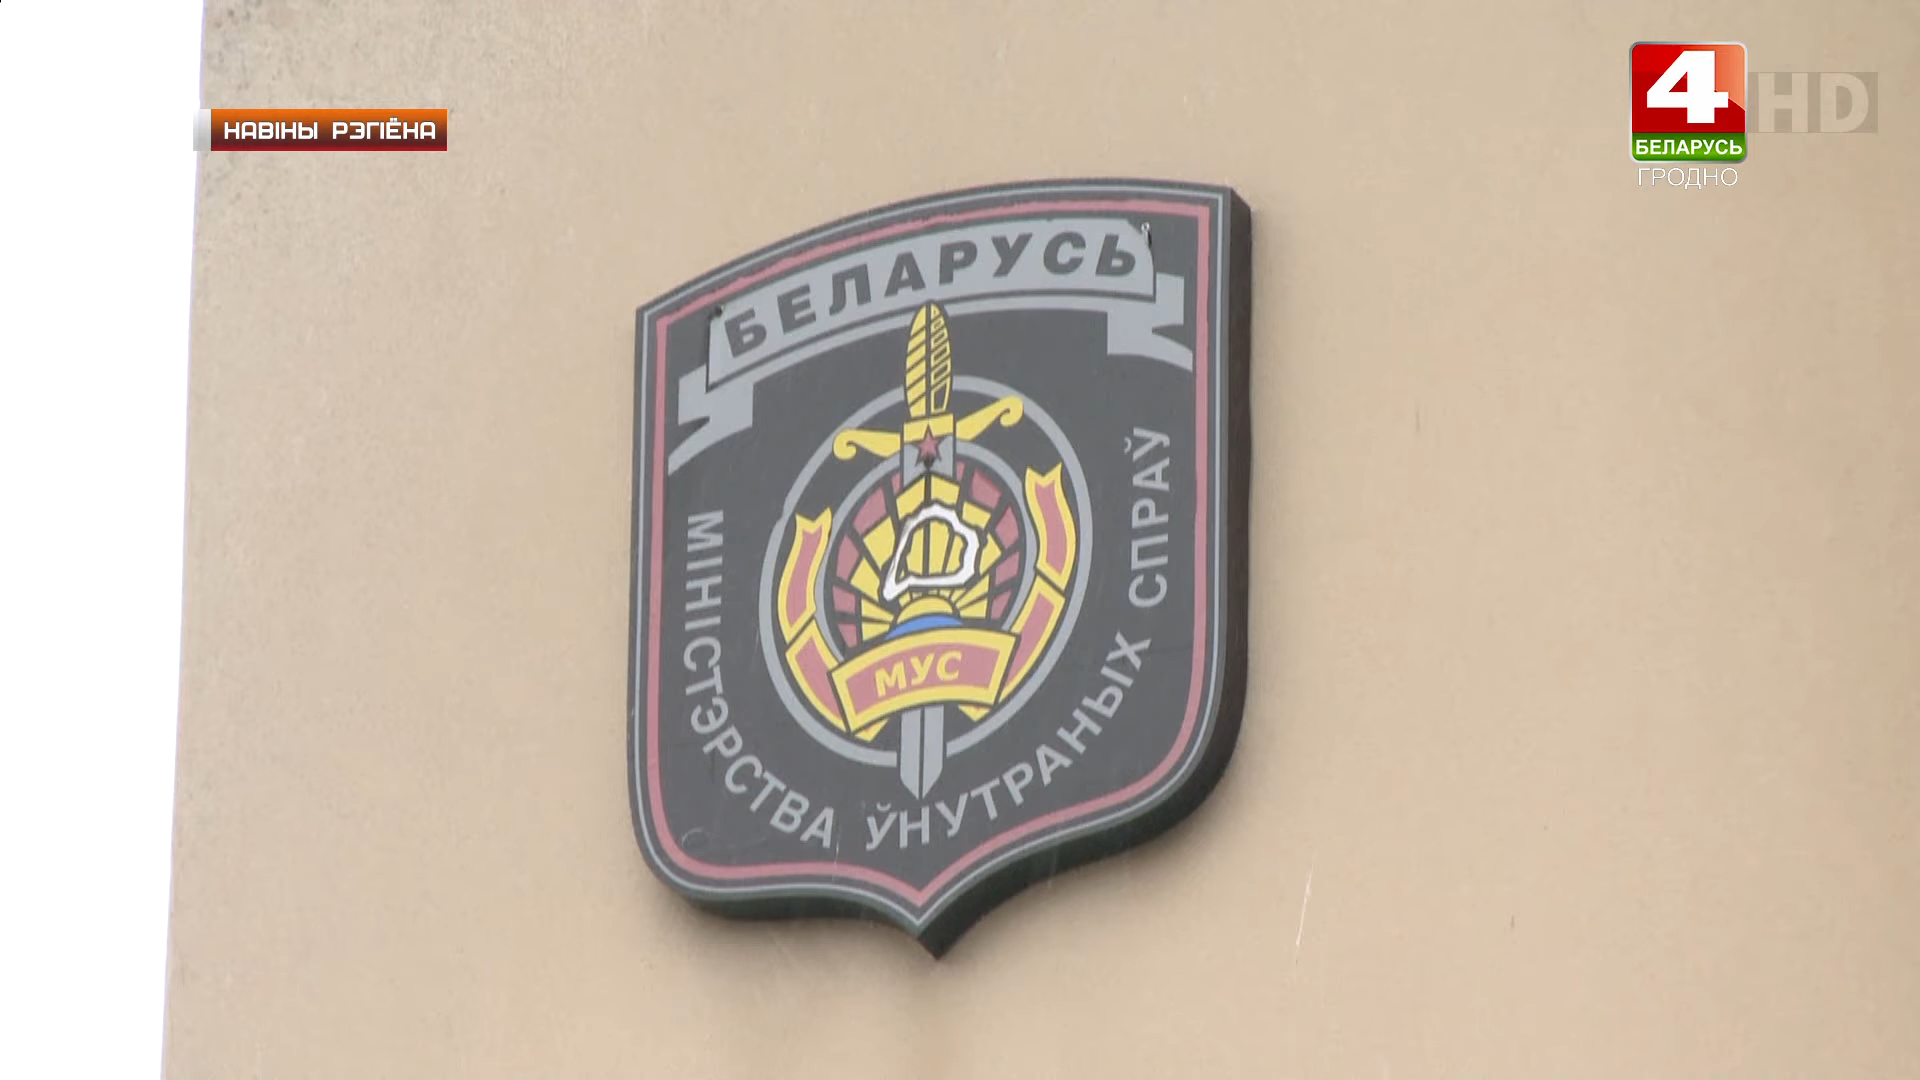 НАВІНЫ РЭГІЁНА
4 HD
БЕЛАРУСЬ
ГРОДНО
БЕЛАРУСЬ
МІНІСТЭРСТВА ЎНУТРАНЫХ СПРАЎ
МУС